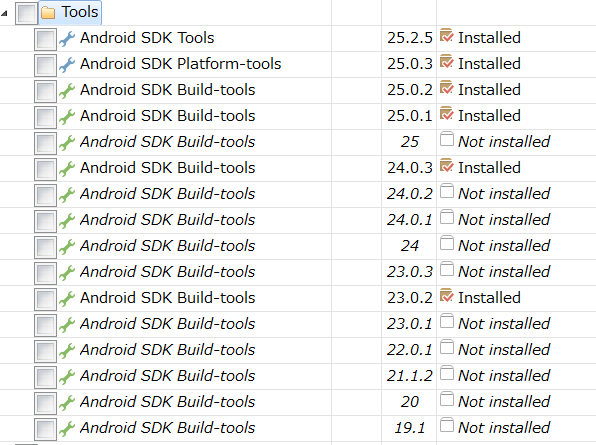 Tools
Android SDK Tools 25.2.5 Installed
Android SDK Platform-tools 25.0.3 Installed
Android SDK Build-tools 25.0.2 Installed
Android SDK Build-tools 25.0.1 Installed
Android SDK Build-tools 25 Not installed
Android SDK Build-tools 24.0.3 Installed
Android SDK Build-tools 24.0.2 Not installed
Android SDK Build-tools 24.0.1 Not installed
Android SDK Build-tools 24 Not installed
Android SDK Build-tools 23.0.3 Not installed
Android SDK Build-tools 23.0.2 Installed
Android SDK Build-tools 23.0.1 Not installed
Android SDK Build-tools 22.0.1 Not installed
Android SDK Build-tools 21.1.2 Not installed
Android SDK Build-tools 20 Not installed
Android SDK Build-tools 19.1 Not installed